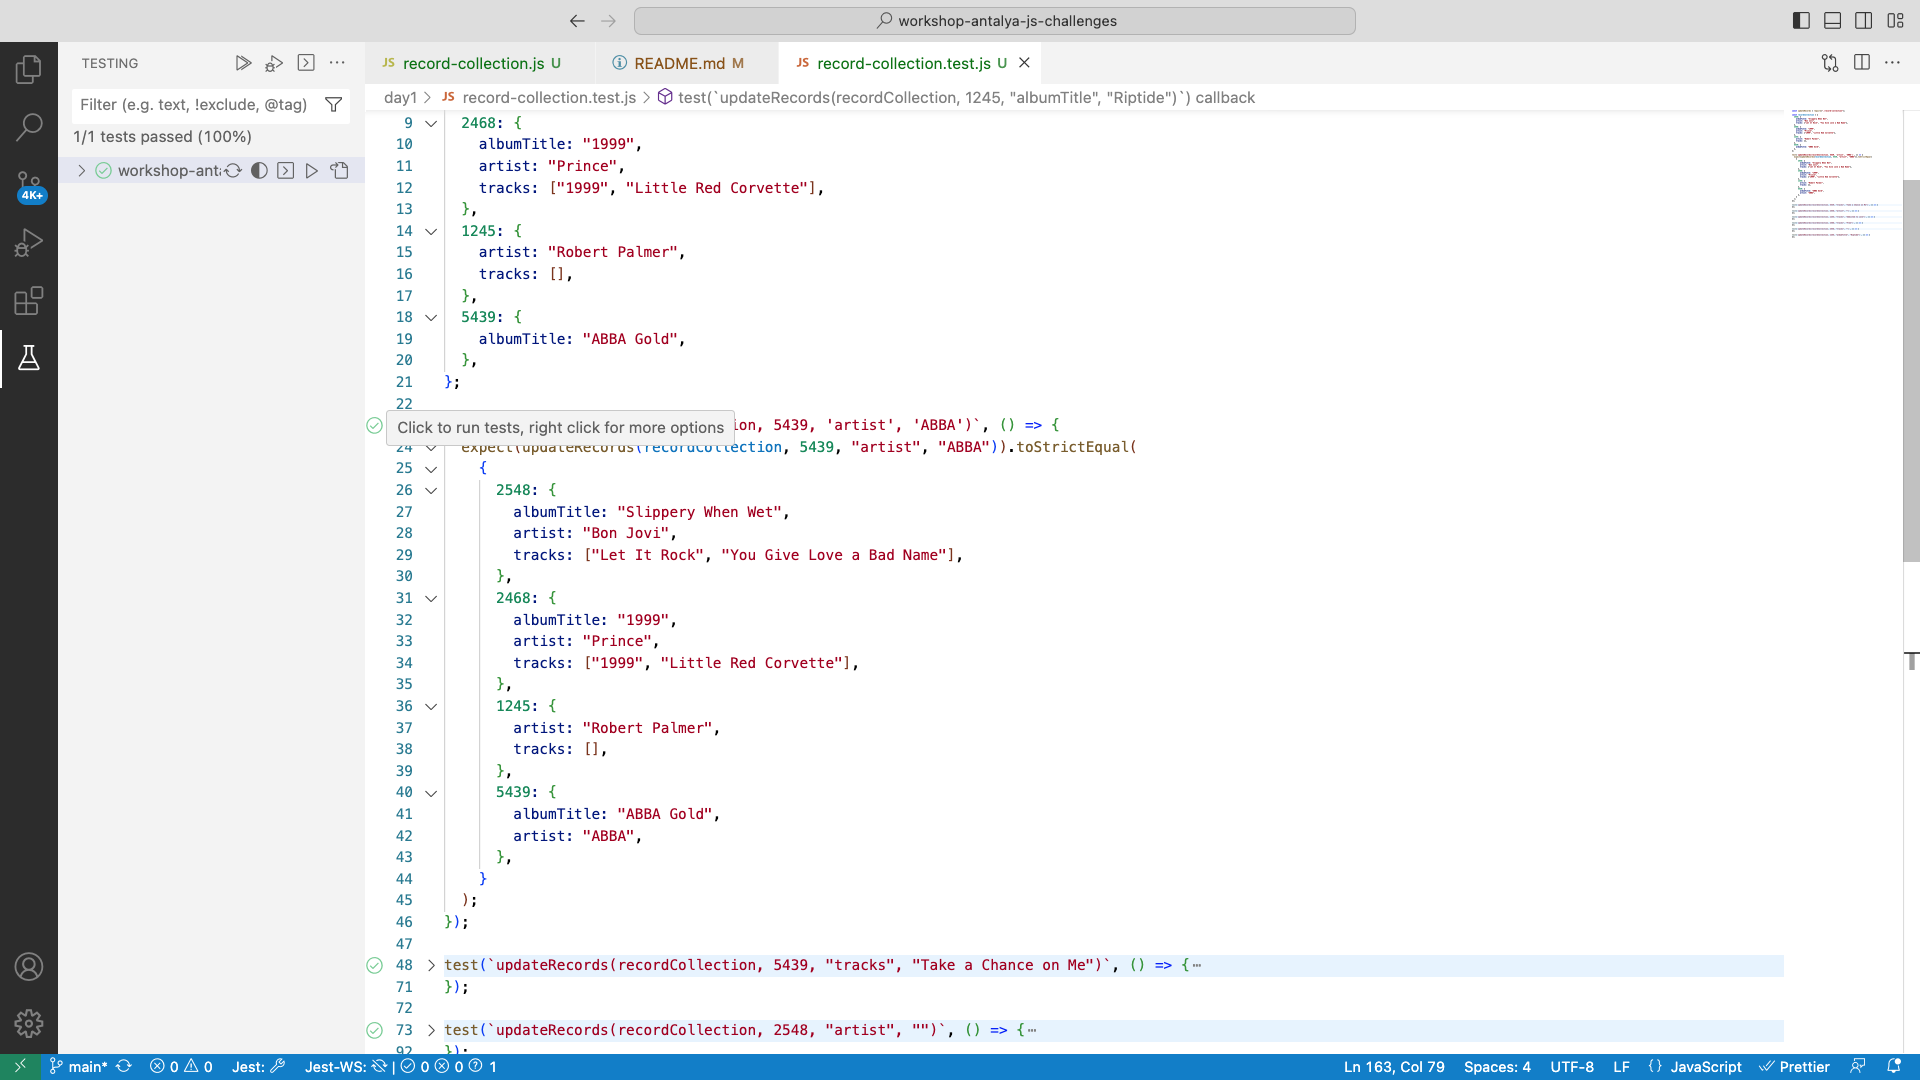 workshop-antalya-js-challenges
TESTING
JS record-collection.js U
README.md M
JS record-collection.test.js U
Filter (e.g. text, !exclude, @tag)
day1 > JS record-collection.test.js > test(`updateRecords(recordCollection, 1245, "albumTitle", "Riptide")`) callback
1/1 tests passed (100%)
workshop-ant
4K+
9 2468: {
10 albumTitle: "1999",
11 artist: "Prince",
12 tracks: ["1999", "Little Red Corvette"],
13 },
14 1245: {
15 artist: "Robert Palmer",
16 tracks: [],
17 },
18 5439: {
19 albumTitle: "ABBA Gold",
20 },
21 };
22
Click to run tests, right click for more options
ion, 5439, 'artist', 'ABBA')`, () => {
24 expect(updateRecords(recordCollection, 5439, "artist", "ABBA")).toStrictEqual(
25 {
26 2548: {
27 albumTitle: "Slippery When Wet",
28 artist: "Bon Jovi",
29 tracks: ["Let It Rock", "You Give Love a Bad Name"],
30 },
31 2468: {
32 albumTitle: "1999",
33 artist: "Prince",
34 tracks: ["1999", "Little Red Corvette"],
35 },
36 1245: {
37 artist: "Robert Palmer",
38 tracks: [],
39 },
40 5439: {
41 albumTitle: "ABBA Gold",
42 artist: "ABBA",
43 },
44 }
45 );
46 });
47
48 test(`updateRecords(recordCollection, 5439, "tracks", "Take a Chance on Me")`, () => {⋯
71 });
72
73 test(`updateRecords(recordCollection, 2548, "artist", "")`, () => {⋯
92 });
main* 0 0 Jest: Jest-WS: | 0 0 1
Ln 163, Col 79 Spaces: 4 UTF-8 LF {} JavaScript Prettier